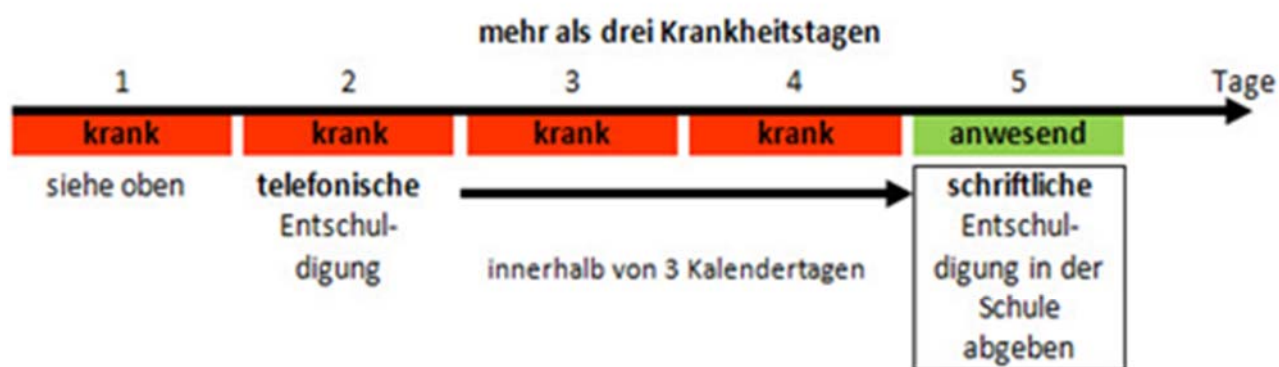 mehr als drei Krankheitstagen
1 2 3 4 5 Tage
krank krank krank krank anwesend
siehe oben
telefonische
Entschul-
digung
innerhalb von 3 Kalendertagen
schriftliche
Entschul-
digung in der
Schule
abgeben